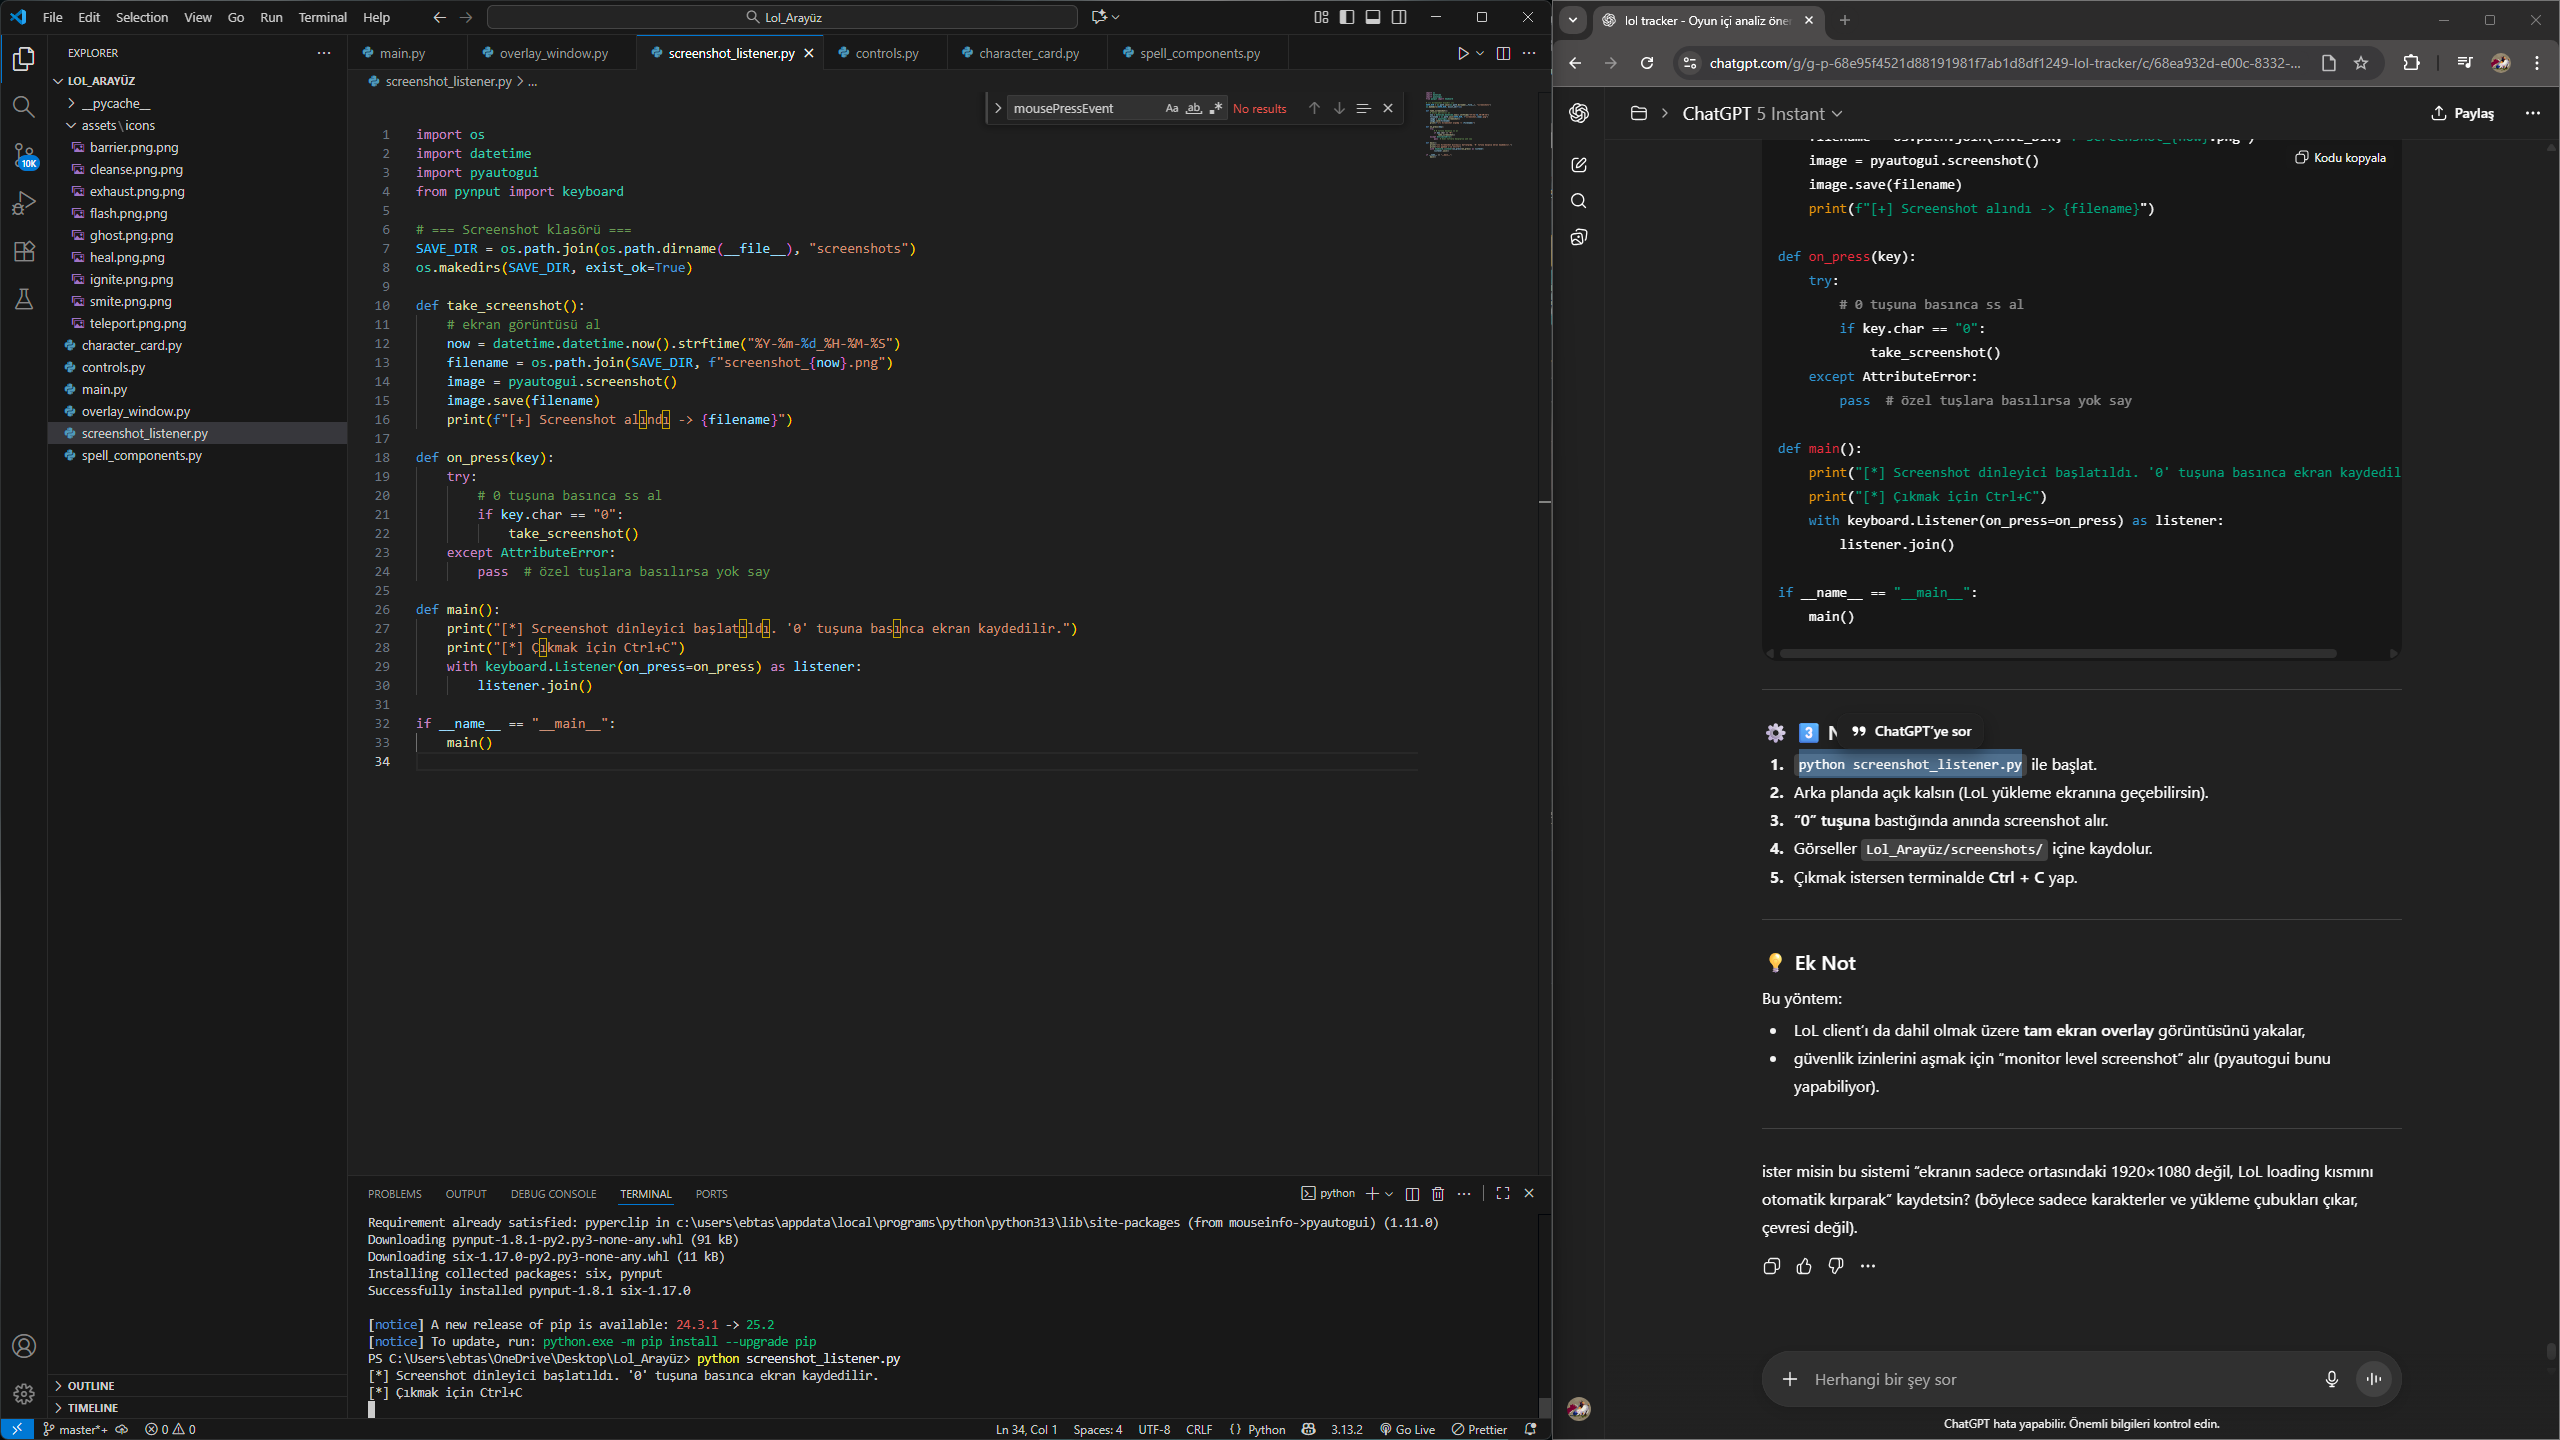 File Edit Selection View Go Run Terminal Help
Lol_Arayüz
EXPLORER
LOL_ARAYÜZ
__pycache__
assets\icons
barrier.png.png
cleanse.png.png
exhaust.png.png
flash.png.png
ghost.png.png
heal.png.png
ignite.png.png
smite.png.png
teleport.png.png
character_card.py
controls.py
main.py
overlay_window.py
screenshot_listener.py
spell_components.py
OUTLINE
TIMELINE
10K
main.py overlay_window.py screenshot_listener.py controls.py character_card.py spell_components.py
screenshot_listener.py > ...
mousePressEvent Aa ab No results
1 import os
2 import datetime
3 import pyautogui
4 from pynput import keyboard
5
6 # === Screenshot klasörü ===
7 SAVE_DIR = os.path.join(os.path.dirname(__file__), "screenshots")
8 os.makedirs(SAVE_DIR, exist_ok=True)
9
10 def take_screenshot():
11 # ekran görüntüsü al
12 now = datetime.datetime.now().strftime("%Y-%m-%d_%H-%M-%S")
13 filename = os.path.join(SAVE_DIR, f"screenshot_{now}.png")
14 image = pyautogui.screenshot()
15 image.save(filename)
16 print(f"[+] Screenshot alındı -> {filename}")
17
18 def on_press(key):
19 try:
20 # 0 tuşuna basınca ss al
21 if key.char == "0":
22 take_screenshot()
23 except AttributeError:
24 pass # özel tuşlara basılırsa yok say
25
26 def main():
27 print("[*] Screenshot dinleyici başlatıldı. '0' tuşuna basınca ekran kaydedilir.")
28 print("[*] Çıkmak için Ctrl+C")
29 with keyboard.Listener(on_press=on_press) as listener:
30 listener.join()
31
32 if __name__ == "__main__":
33 main()
34
PROBLEMS OUTPUT DEBUG CONSOLE TERMINAL PORTS
python
Requirement already satisfied: pyperclip in c:\users\ebtas\appdata\local\programs\python\python313\lib\site-packages (from mouseinfo->pyautogui) (1.11.0)
Downloading pynput-1.8.1-py2.py3-none-any.whl (91 kB)
Downloading six-1.17.0-py2.py3-none-any.whl (11 kB)
Installing collected packages: six, pynput
Successfully installed pynput-1.8.1 six-1.17.0
[notice] A new release of pip is available: 24.3.1 -> 25.2
[notice] To update, run: python.exe -m pip install --upgrade pip
PS C:\Users\ebtas\OneDrive\Desktop\Lol_Arayüz> python screenshot_listener.py
[*] Screenshot dinleyici başlatıldı. '0' tuşuna basınca ekran kaydedilir.
[*] Çıkmak için Ctrl+C
master*+ 0 0 Ln 34, Col 1 Spaces: 4 UTF-8 CRLF {} Python 3.13.2 Go Live Prettier
lol tracker - Oyun içi analiz öne
chatgpt.com/g/g-p-68e95f4521d88191981f7ab1d8df1249-lol-tracker/c/68ea932d-e00c-8332-...
ChatGPT 5 Instant
Paylaş
Kodu kopyala
filename = os.path.join(SAVE_DIR, f"screenshot_{now}.png")
image = pyautogui.screenshot()
image.save(filename)
print(f"[+] Screenshot alındı -> {filename}")
def on_press(key):
try:
# 0 tuşuna basınca ss al
if key.char == "0":
take_screenshot()
except AttributeError:
pass # özel tuşlara basılırsa yok say
def main():
print("[*] Screenshot dinleyici başlatıldı. '0' tuşuna basınca ekran kaydedil
print("[*] Çıkmak için Ctrl+C")
with keyboard.Listener(on_press=on_press) as listener:
listener.join()
if __name__ == "__main__":
main()
3 N
ChatGPT'ye sor
1. python screenshot_listener.py ile başlat.
2. Arka planda açık kalsın (LoL yükleme ekranına geçebilirsin).
3. "0" tuşuna bastığında anında screenshot alır.
4. Görseller Lol_Arayüz/screenshots/ içine kaydolur.
5. Çıkmak istersen terminalde Ctrl + C yap.
Ek Not
Bu yöntem:
• LoL client'ı da dahil olmak üzere tam ekran overlay görüntüsünü yakalar,
• güvenlik izinlerini aşmak için "monitor level screenshot" alır (pyautogui bunu
yapabiliyor).
ister misin bu sistemi "ekranın sadece ortasındaki 1920×1080 değil, LoL loading kısmını
otomatik kırparak" kaydetsin? (böylece sadece karakterler ve yükleme çubukları çıkar,
çevresi değil).
Herhangi bir şey sor
ChatGPT hata yapabilir. Önemli bilgileri kontrol edin.